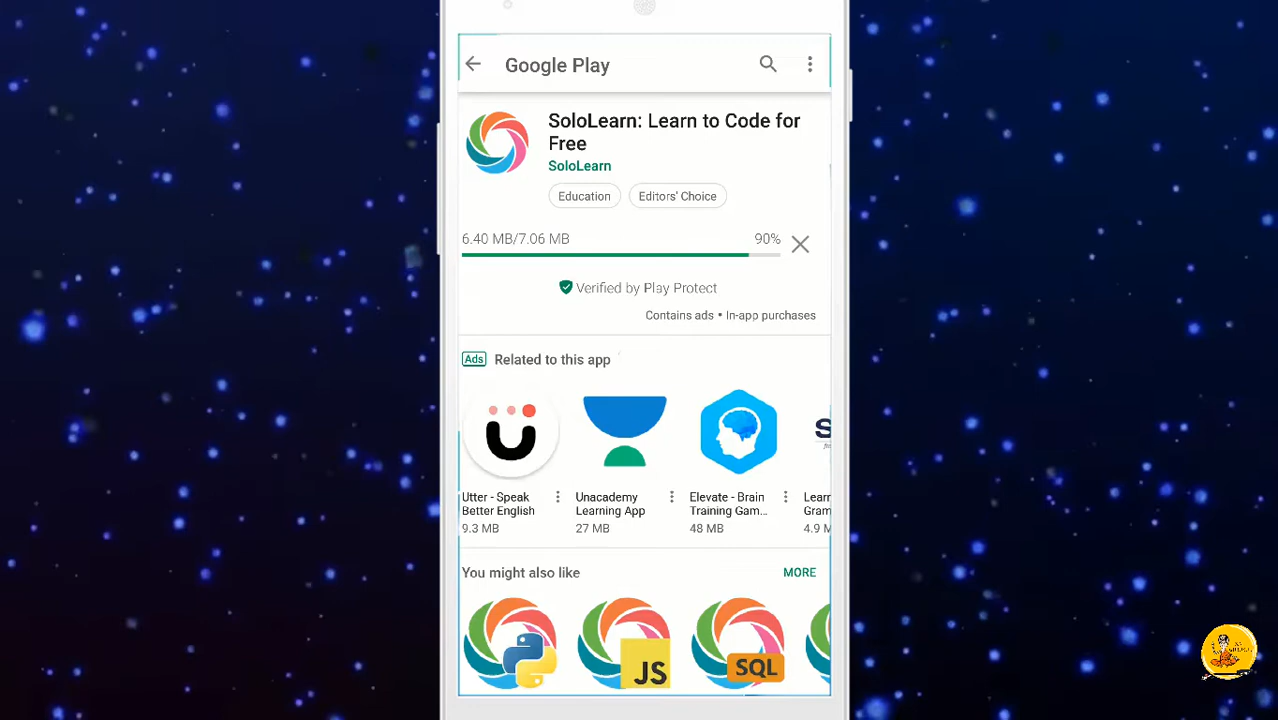 Google Play
SoloLearn: Learn to Code for
Free
SoloLearn
Education Editors' Choice
6.40 MB/7.06 MB 90%
Verified by Play Protect
Contains ads • In-app purchases
Ads Related to this app
Utter - Speak
Better English
9.3 MB
Unacademy
Learning App
27 MB
Elevate - Brain
Training Gam...
48 MB
Learn
Gram
4.9 M
You might also like MORE
JS
SQL